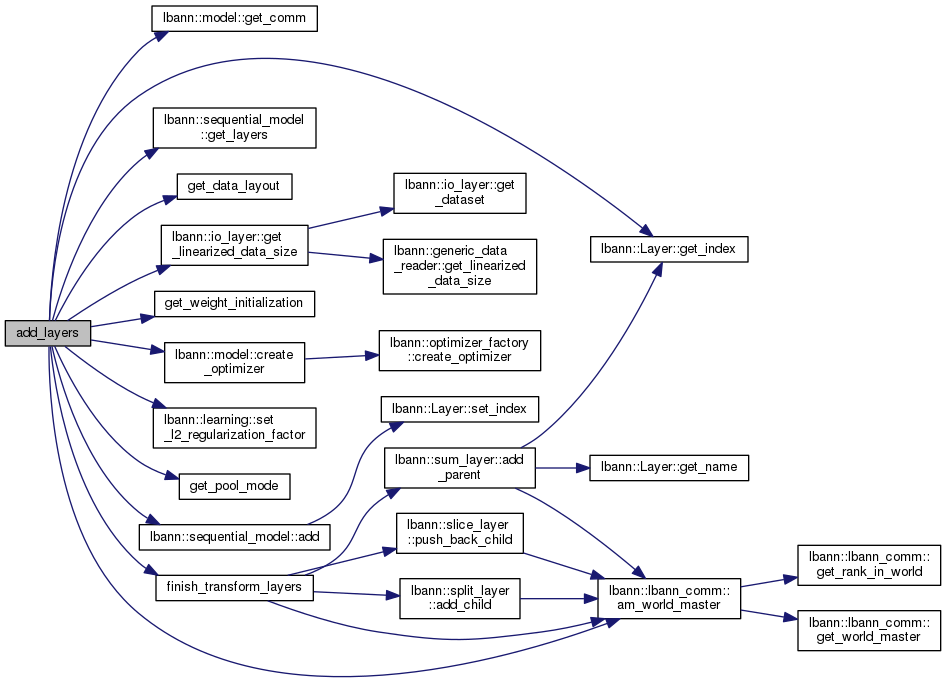 add_layers
lbann::model::get_comm
lbann::sequential_model
::get_layers
get_data_layout
lbann::io_layer::get
_linearized_data_size
get_weight_initialization
lbann::model::create
_optimizer
lbann::learning::set
_l2_regularization_factor
get_pool_mode
lbann::sequential_model::add
finish_transform_layers
lbann::io_layer::get
_dataset
lbann::generic_data
_reader::get_linearized
_data_size
lbann::optimizer_factory
::create_optimizer
lbann::Layer::set_index
lbann::sum_layer::add
_parent
lbann::slice_layer
::push_back_child
lbann::split_layer
::add_child
lbann::Layer::get_index
lbann::Layer::get_name
lbann::lbann_comm::
am_world_master
lbann::lbann_comm::
get_rank_in_world
lbann::lbann_comm::
get_world_master